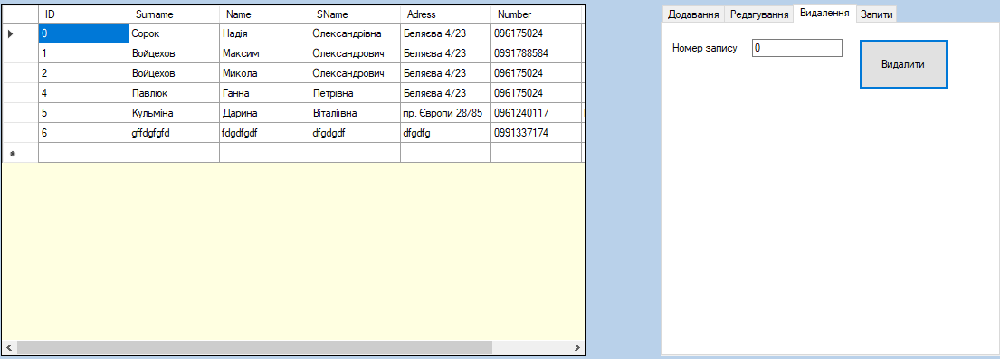 ID Surname Name SName Adress Number
0 Сорок Надія Олександрівна Беляєва 4/23 096175024
1 Войцехов Максим Олександрович Беляєва 4/23 0991788584
2 Войцехов Микола Олександрович Беляєва 4/23 096175024
4 Павлюк Ганна Петрівна Беляєва 4/23 096175024
5 Кульміна Дарина Віталіївна пр. Європи 28/85 0961240117
6 gffdgfgfd fdgdfgdf dfgdgdf dfgdfg 0991337174
Додавання Редагування Видалення Запити
Номер запису 0 Видалити